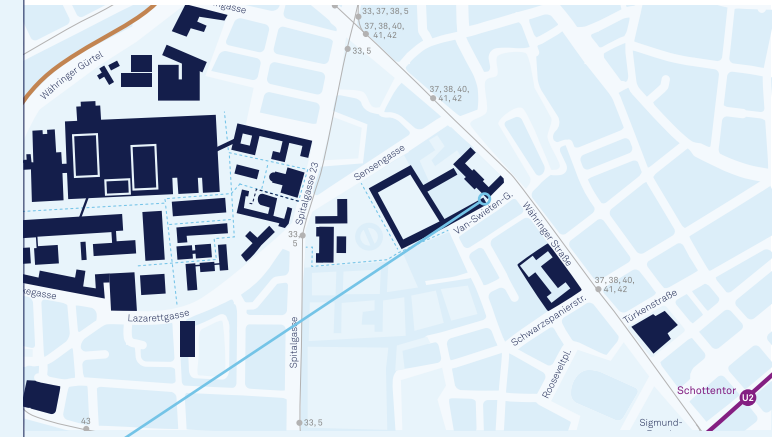 gasse
33, 37, 38, 5
37, 38, 40,
41, 42
33, 5
Währinger Gürtel
37, 38, 40,
41, 42
Sensengasse
Spitalgasse 23
Van-Swieten-G.
Währinger Straße
33,
5
37, 38, 40,
41, 42
kegasse
Lazarettgasse
Spitalgasse
Schwarzspanierstr.
Türkenstraße
Rooseveltpl.
Schottentor
U2
43
33, 5
Sigmund-